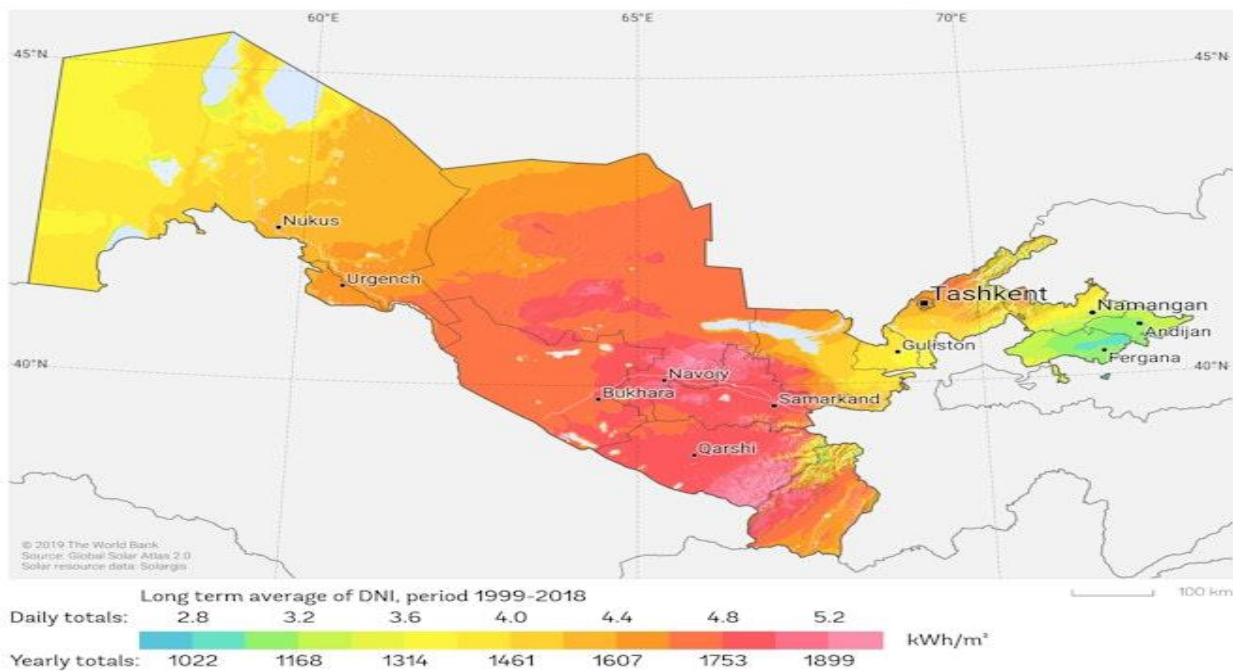 60°E 65°E 70°E
45°N 45°N
Nukus
Urgench
Tashkent
Namangan
Andijan
Guliston
Fergana
40°N 40°N
Navoiy
Bukhara
Samarkand
Qarshi
© 2019 The World Bank
Source: Global Solar Atlas 2.0
Solar resource data: Solargis
100 km
Long term average of DNI, period 1999-2018
Daily totals: 2.8 3.2 3.6 4.0 4.4 4.8 5.2
kWh/m²
Yearly totals: 1022 1168 1314 1461 1607 1753 1899